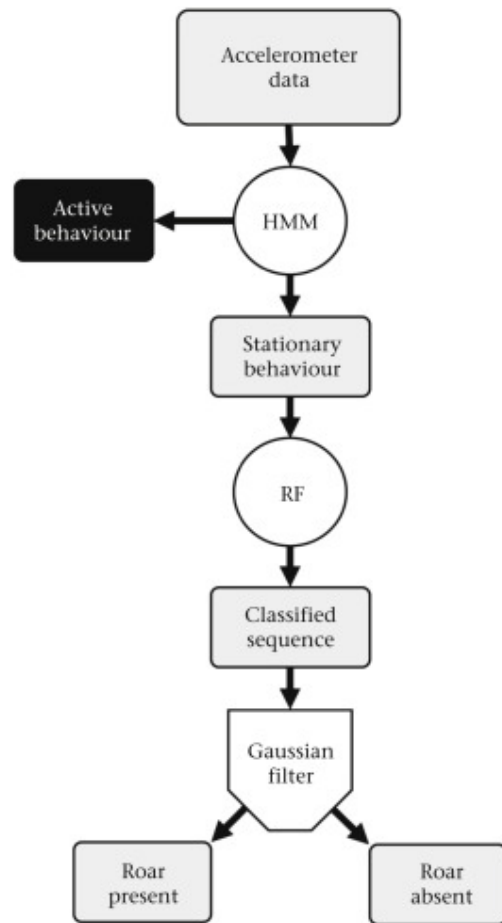 Accelerometer
data
HMM
Active
behaviour
Stationary
behaviour
RF
Classified
sequence
Gaussian
filter
Roar
present
Roar
absent